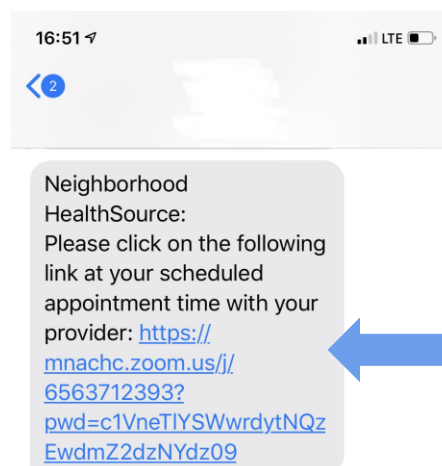 16:51
LTE
2
Neighborhood
HealthSource:
Please click on the following
link at your scheduled
appointment time with your
provider: https://
mnachc.zoom.us/j/
6563712393?
pwd=c1VneTlYSWwrdytNQz
EwdmZ2dzNYdz09